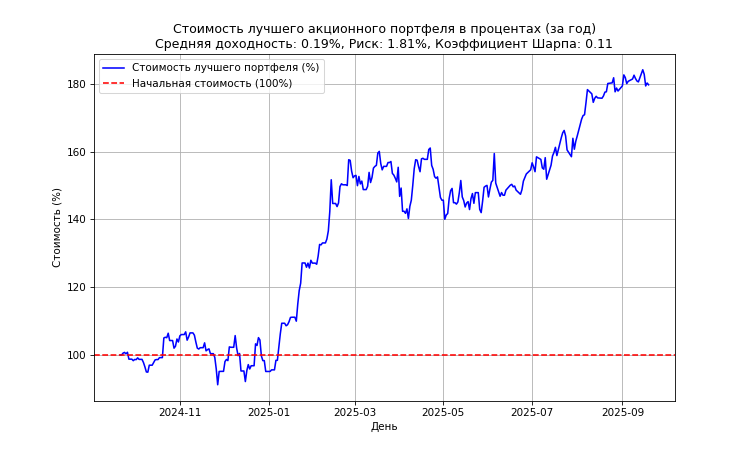 Стоимость лучшего акционного портфеля в процентах (за год)
Средняя доходность: 0.19%, Риск: 1.81%, Коэффициент Шарпа: 0.11
Стоимость лучшего портфеля (%)
Начальная стоимость (100%)
Стоимость (%)
180
160
140
120
100
2024-11 2025-01 2025-03 2025-05 2025-07 2025-09
День